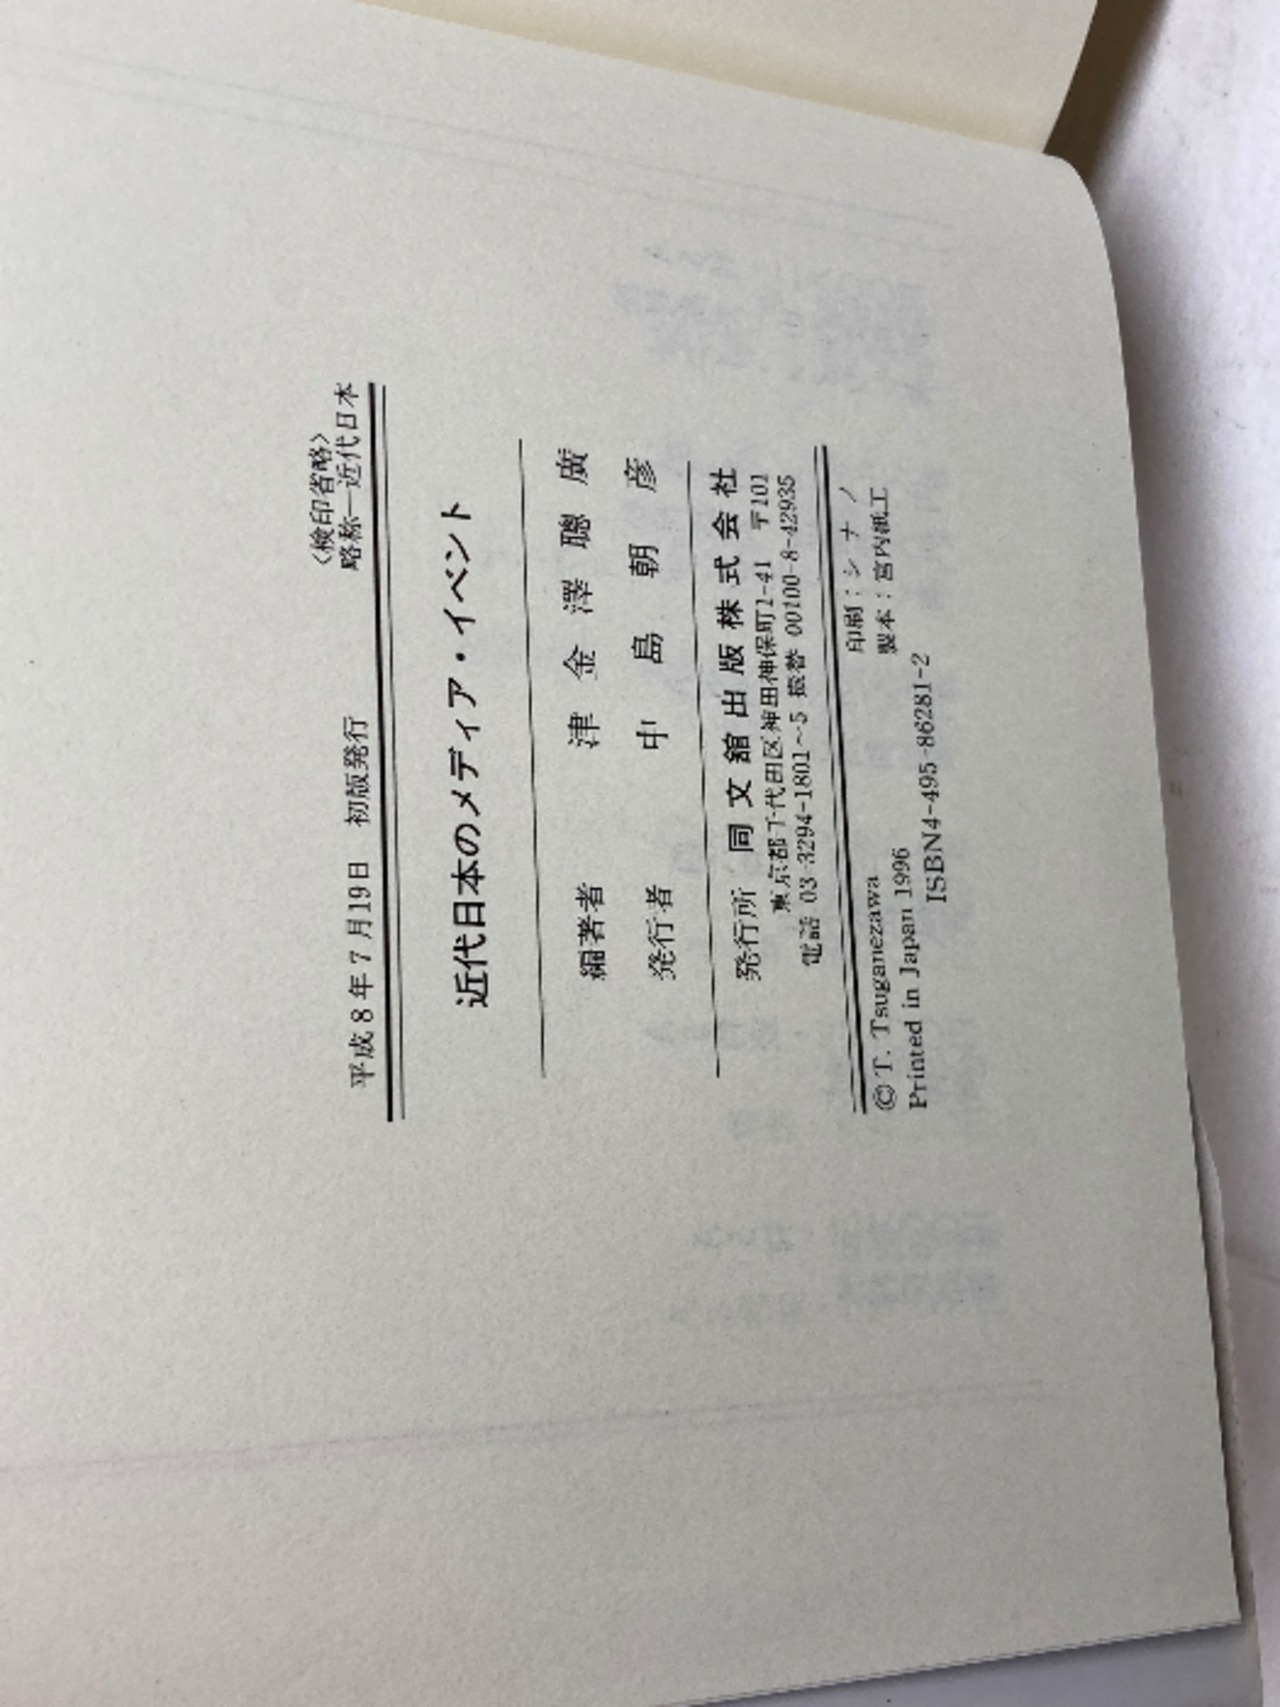 〈検印省略〉
平成8年7月19日 初版発行 略称―近代日本
近代日本のメディア・イベント
編著者 津金澤聰廣
発行者 中島朝彦
発行所 同文舘出版株式会社
東京都千代田区神田神保町1-41 〒101
電話 03-3294-1801~5 振替 00100-8-42935
©T. Tsuganezawa 印刷:シナノ
Printed in Japan 1996 製本:宮内紙工
ISBN4-495-86281-2